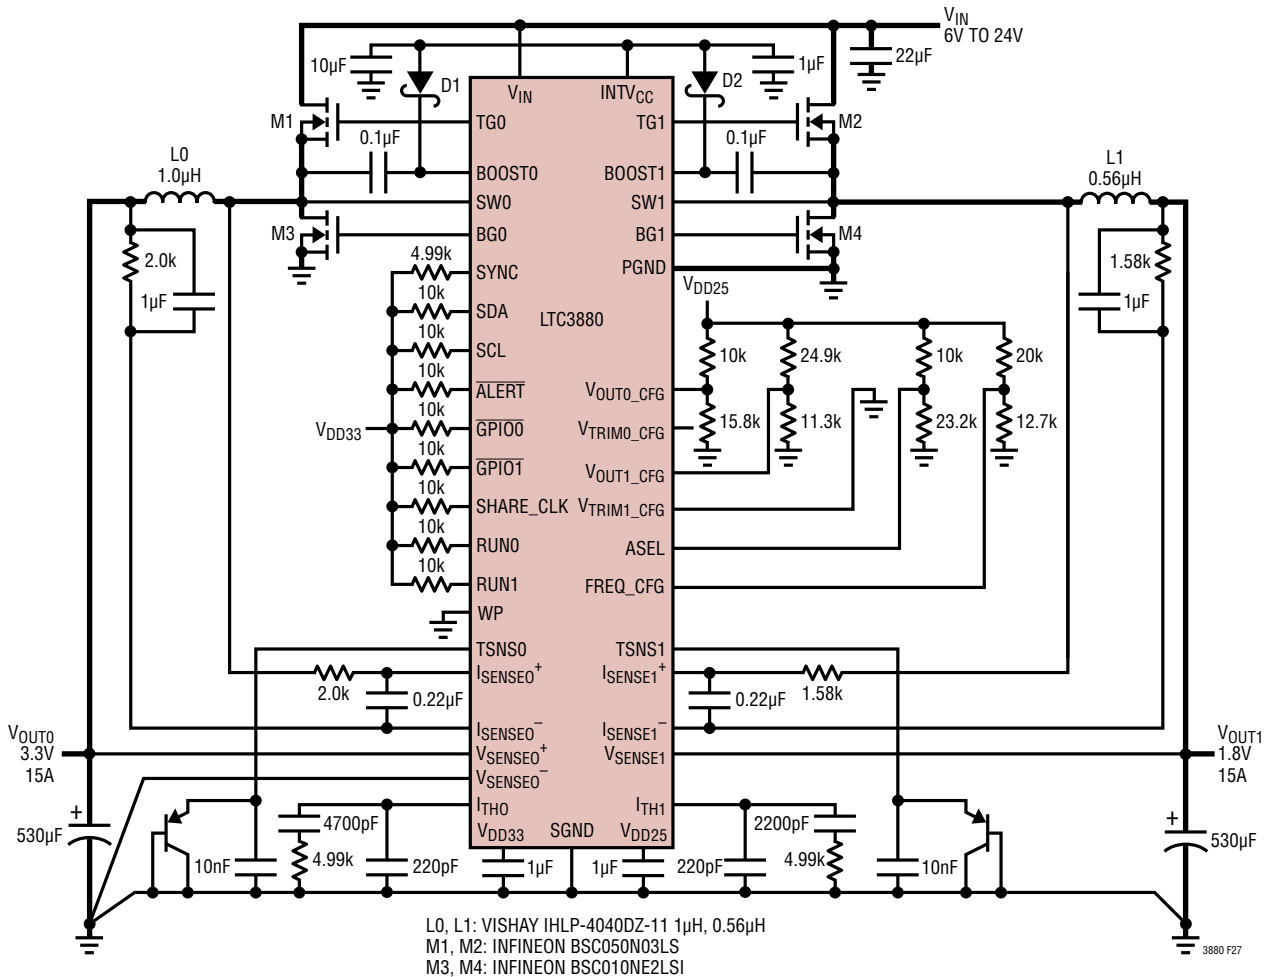 VIN
6V TO 24V
10µF
D1
D2
1µF
22µF
VIN
INTVCC
M1
TG0
TG1
M2
0.1µF
0.1µF
L0
1.0µH
L1
0.56µH
BOOST0
BOOST1
SW0
SW1
M3
BG0
BG1
M4
2.0k
1µF
1.58k
1µF
4.99k
SYNC
PGND
VDD25
10k
SDA
LTC3880
10k
SCL
10k
24.9k
10k
20k
10k
ALERT
VOUT0_CFG
VDD33
10k
GPIO0
VTRIM0_CFG
15.8k
11.3k
23.2k
12.7k
10k
GPIO1
VOUT1_CFG
10k
SHARE_CLK
VTRIM1_CFG
10k
RUN0
ASEL
10k
RUN1
FREQ_CFG
WP
TSNS0
TSNS1
ISENSE0+
ISENSE1+
2.0k
0.22µF
0.22µF
1.58k
ISENSE0–
ISENSE1–
VOUT0
3.3V
15A
VSENSE0+
VSENSE1
VOUT1
1.8V
15A
VSENSE0–
ITH0
ITH1
+
530µF
10nF
4700pF
4.99k
220pF
VDD33
SGND
VDD25
1µF
1µF
220pF
2200pF
4.99k
10nF
+
530µF
L0, L1: VISHAY IHLP-4040DZ-11 1µH, 0.56µH
M1, M2: INFINEON BSC050N03LS
M3, M4: INFINEON BSC010NE2LSI
3880 F27